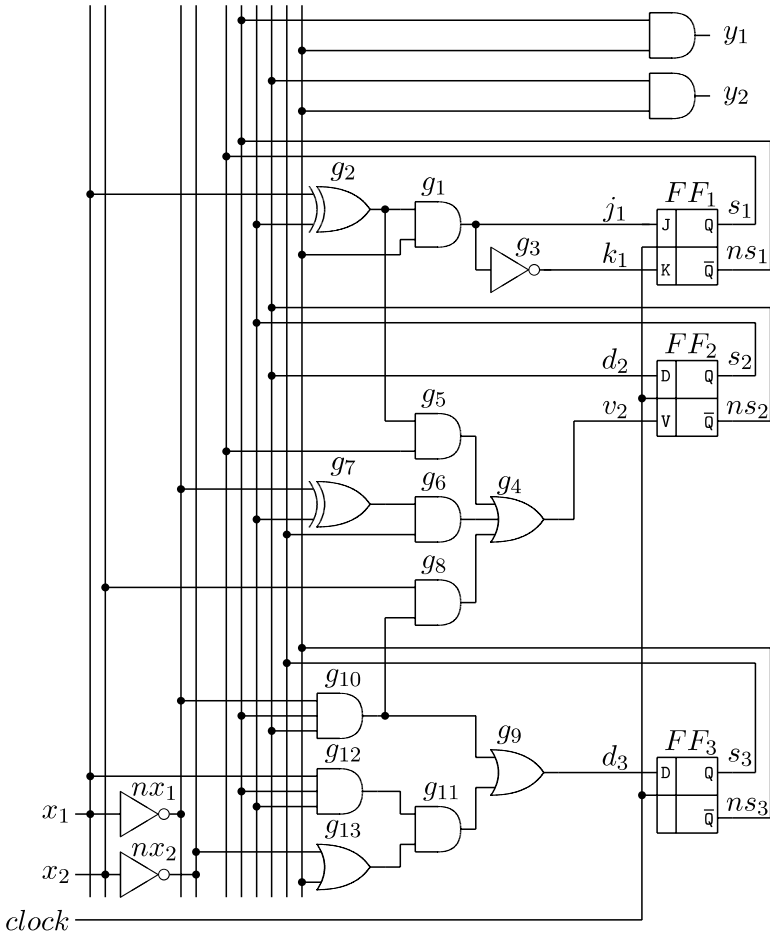 y₁
y₂
g₂
g₁
g₃
j₁
k₁
FF₁
J
Q
K
Q̅
s₁
ns₁
FF₂
D
Q
V
Q̅
s₂
ns₂
d₂
v₂
g₅
g₇
g₆
g₄
g₈
g₁₀
g₉
g₁₂
g₁₁
g₁₃
d₃
FF₃
D
Q
Q̅
s₃
ns₃
x₁
nx₁
x₂
nx₂
clock